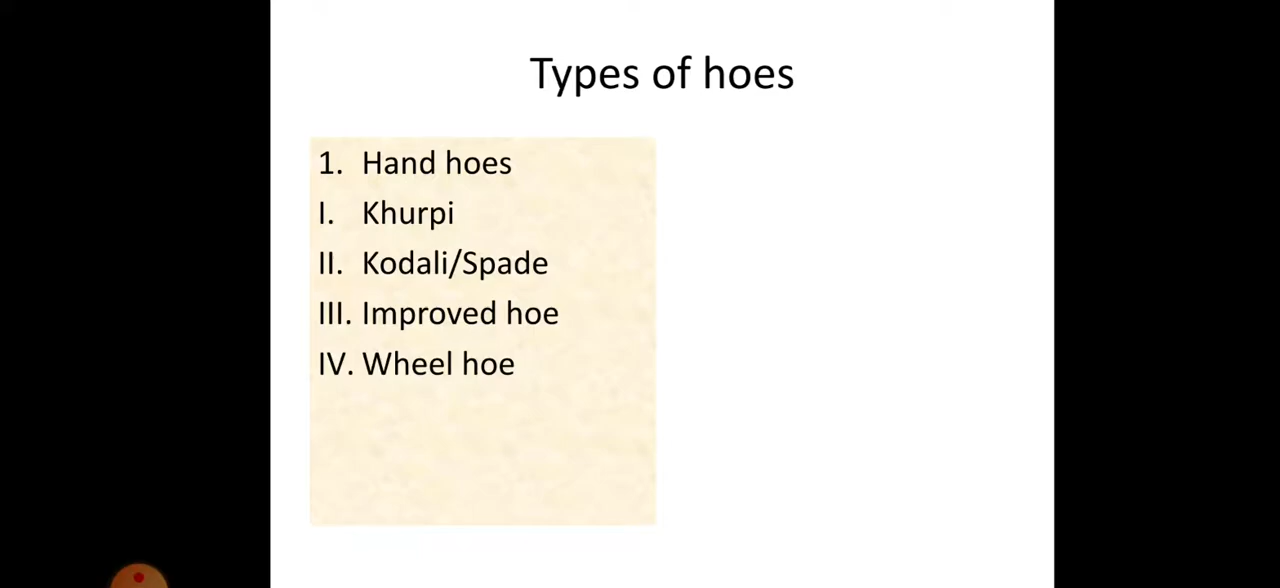 Types of hoes
1. Hand hoes
I. Khurpi
II. Kodali/Spade
III. Improved hoe
IV. Wheel hoe